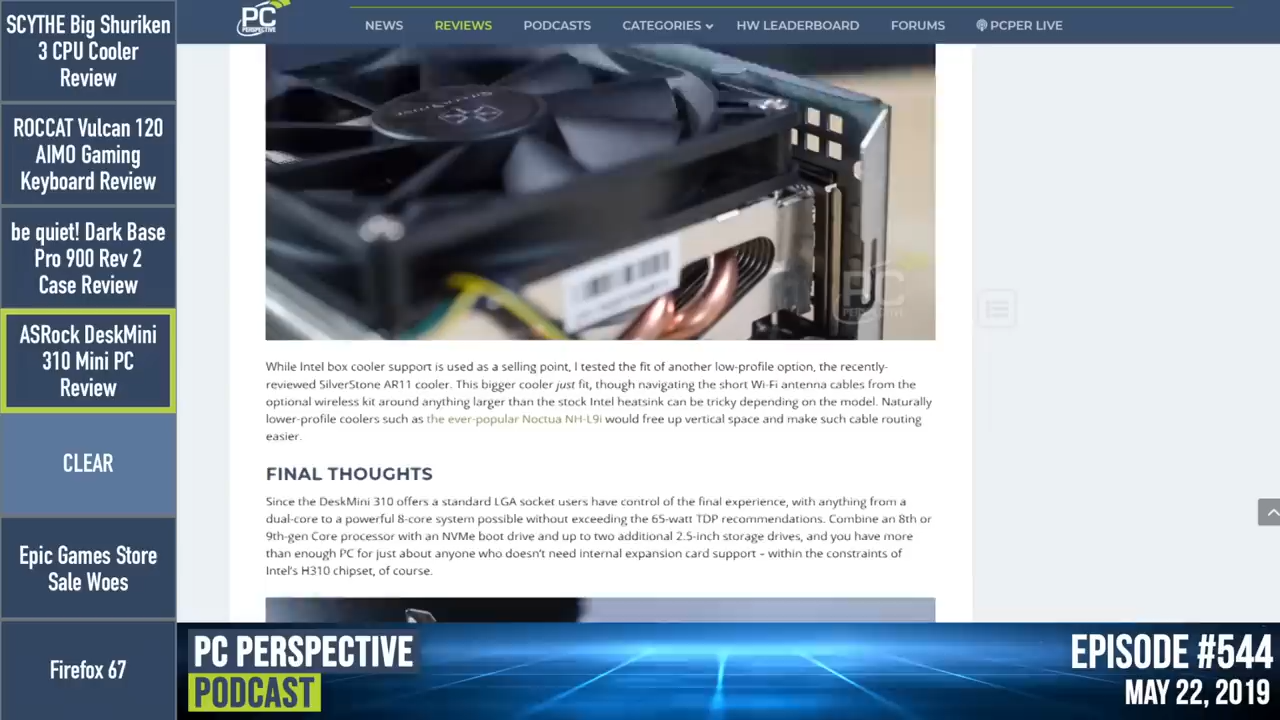 SCYTHE Big Shuriken
3 CPU Cooler
Review
ROCCAT Vulcan 120
AIMO Gaming
Keyboard Review
be quiet! Dark Base
Pro 900 Rev 2
Case Review
ASRock DeskMini
310 Mini PC
Review
CLEAR
Epic Games Store
Sale Woes
Firefox 67
PC
PERSPECTIVE
NEWS
REVIEWS
PODCASTS
CATEGORIES
HW LEADERBOARD
FORUMS
PCPER LIVE
PC
PERSPECTIVE
While Intel box cooler support is used as a selling point, I tested the fit of another low-profile option, the recently-
reviewed SilverStone AR11 cooler. This bigger cooler just fit, though navigating the short Wi-Fi antenna cables from the
optional wireless kit around anything larger than the stock Intel heatsink can be tricky depending on the model. Naturally
lower-profile coolers such as the ever-popular Noctua NH-L9i would free up vertical space and make such cable routing
easier.
FINAL THOUGHTS
Since the DeskMini 310 offers a standard LGA socket users have control of the final experience, with anything from a
dual-core to a powerful 8-core system possible without exceeding the 65-watt TDP recommendations. Combine an 8th or
9th-gen Core processor with an NVMe boot drive and up to two additional 2.5-inch storage drives, and you have more
than enough PC for just about anyone who doesn't need internal expansion card support – within the constraints of
Intel's H310 chipset, of course.
PC PERSPECTIVE
PODCAST
EPISODE #544
MAY 22, 2019